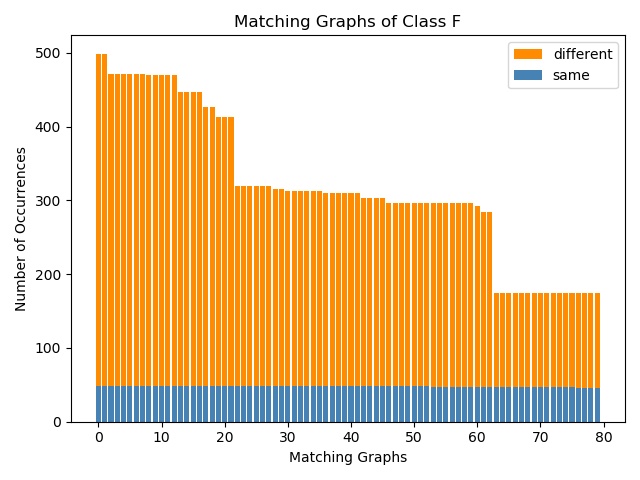 Matching Graphs of Class F
different
same
Number of Occurrences
500
400
300
200
100
0
0 10 20 30 40 50 60 70 80
Matching Graphs